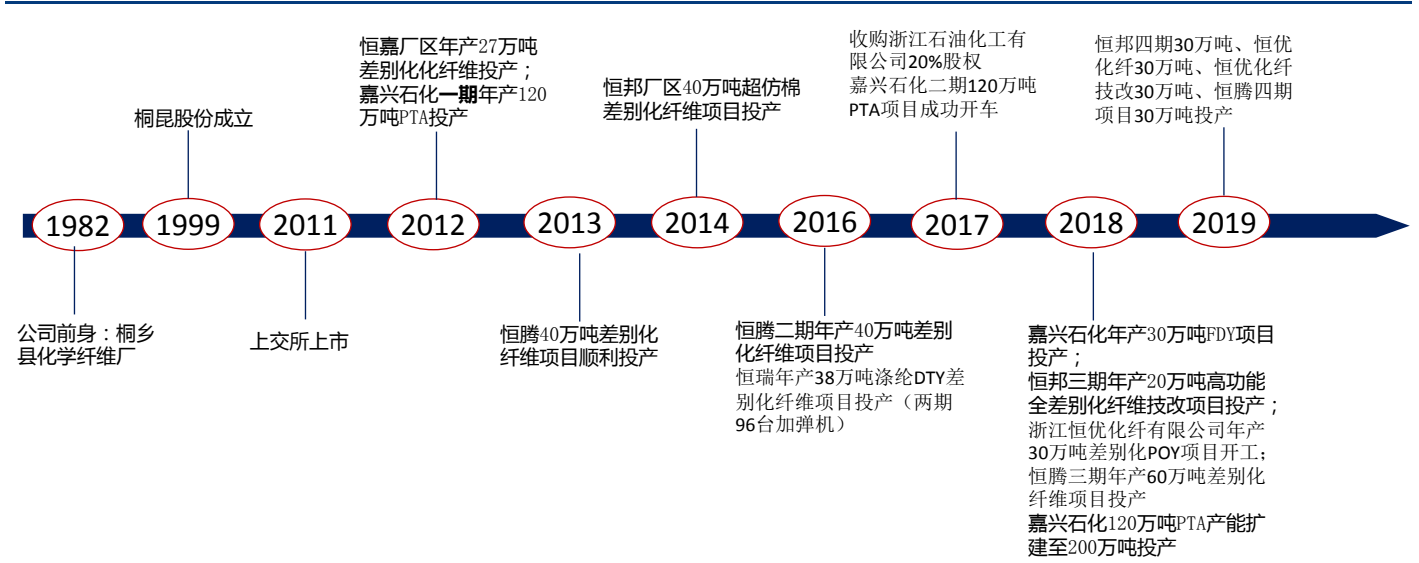 恒嘉厂区年产27万吨
差别化化纤维投产；
嘉兴石化一期年产120
万吨PTA投产
收购浙江石油化工有
限公司20%股权
嘉兴石化二期120万吨
PTA项目成功开车
恒邦四期30万吨、恒优
化纤30万吨、恒优化纤
技改30万吨、恒腾四期
项目30万吨投产
桐昆股份成立
恒邦厂区40万吨超仿棉
差别化纤维项目投产
1982
1999
2011
2012
2013
2014
2016
2017
2018
2019
公司前身：桐乡
县化学纤维厂
上交所上市
恒腾40万吨差别化
纤维项目顺利投产
恒腾二期年产40万吨差别
化纤维项目投产
恒瑞年产38万吨涤纶DTY差
别化纤维项目投产（两期
96台加弹机）
嘉兴石化年产30万吨FDY项目
投产；
恒邦三期年产20万吨高功能
全差别化纤维技改项目投产；
浙江恒优化纤有限公司年产
30万吨差别化POY项目开工；
恒腾三期年产60万吨差别化
纤维项目投产
嘉兴石化120万吨PTA产能扩
建至200万吨投产